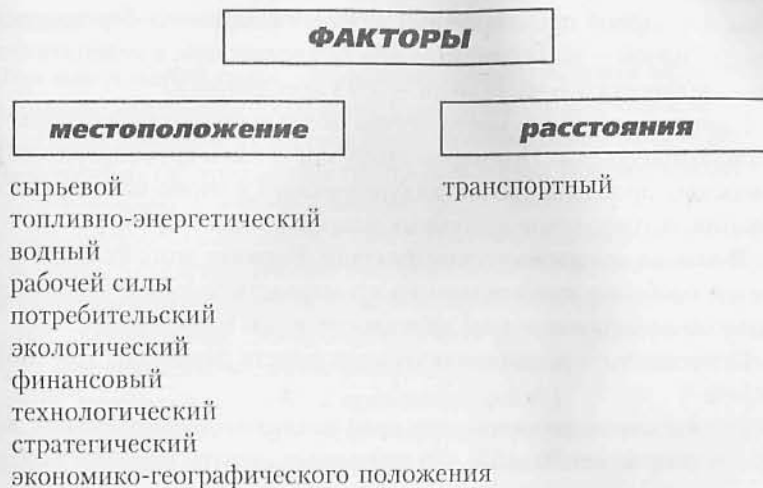 ФАКТОРЫ
местоположение
расстояния
сырьевой
транспортный
топливно-энергетический
водный
рабочей силы
потребительский
экологический
финансовый
технологический
стратегический
экономико-географического положения